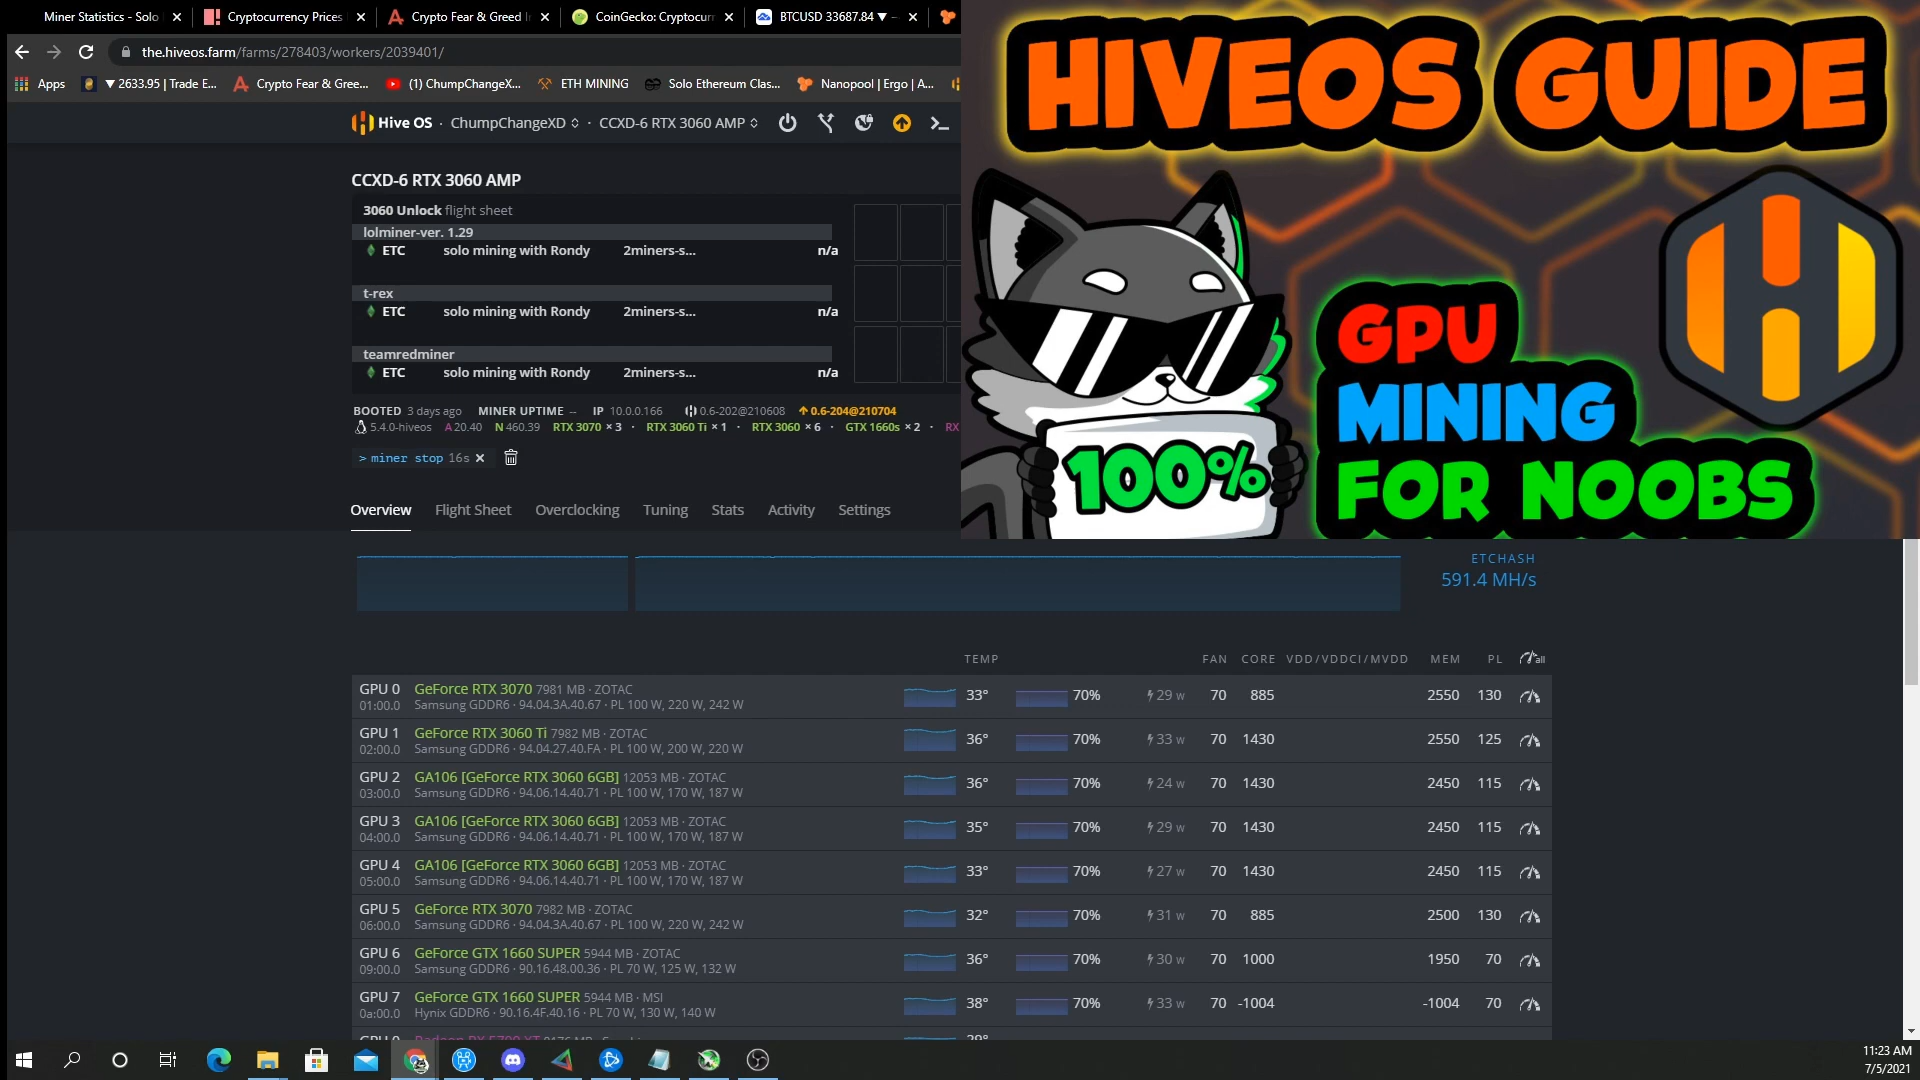 Miner Statistics - Solo
Cryptocurrency Prices
Crypto Fear & Greed I
CoinGecko: Cryptocur
BTCUSD 33687.84 ▼ -
the.hiveos.farm/farms/278403/workers/2039401/
Apps
▼ 2633.95 | Trade E...
Crypto Fear & Gree...
(1) ChumpChangeX...
ETH MINING
Solo Ethereum Clas...
Nanopool | Ergo | A...
Hive OS · ChumpChangeXD · CCXD-6 RTX 3060 AMP
HIVEOS GUIDE
GPU
MINING
FOR NOOBS
100%
CCXD-6 RTX 3060 AMP
3060 Unlock flight sheet
lolminer-ver. 1.29
ETC solo mining with Rondy 2miners-s... n/a
t-rex
ETC solo mining with Rondy 2miners-s... n/a
teamredminer
ETC solo mining with Rondy 2miners-s... n/a
BOOTED 3 days ago MINER UPTIME -- IP 10.0.0.166 0.6-202@210608 0.6-204@210704
5.4.0-hiveos A 20.40 N 460.39 RTX 3070 × 3 · RTX 3060 Ti × 1 · RTX 3060 × 6 · GTX 1660s × 2 · RX
> miner stop 16s ×
Overview Flight Sheet Overclocking Tuning Stats Activity Settings
ETCHASH
591.4 MH/s
TEMP FAN CORE VDD/VDDCI/MVDD MEM PL all
GPU 0 GeForce RTX 3070 7981 MB · ZOTAC 33° 70% 29 w 70 885 2550 130
01:00.0 Samsung GDDR6 · 94.04.3A.40.67 · PL 100 W, 220 W, 242 W
GPU 1 GeForce RTX 3060 Ti 7982 MB · ZOTAC 36° 70% 33 w 70 1430 2550 125
02:00.0 Samsung GDDR6 · 94.04.27.40.FA · PL 100 W, 200 W, 220 W
GPU 2 GA106 [GeForce RTX 3060 6GB] 12053 MB · ZOTAC 36° 70% 24 w 70 1430 2450 115
03:00.0 Samsung GDDR6 · 94.06.14.40.71 · PL 100 W, 170 W, 187 W
GPU 3 GA106 [GeForce RTX 3060 6GB] 12053 MB · ZOTAC 35° 70% 29 w 70 1430 2450 115
04:00.0 Samsung GDDR6 · 94.06.14.40.71 · PL 100 W, 170 W, 187 W
GPU 4 GA106 [GeForce RTX 3060 6GB] 12053 MB · ZOTAC 33° 70% 27 w 70 1430 2450 115
05:00.0 Samsung GDDR6 · 94.06.14.40.71 · PL 100 W, 170 W, 187 W
GPU 5 GeForce RTX 3070 7982 MB · ZOTAC 32° 70% 31 w 70 885 2500 130
06:00.0 Samsung GDDR6 · 94.04.3A.40.67 · PL 100 W, 220 W, 242 W
GPU 6 GeForce GTX 1660 SUPER 5944 MB · ZOTAC 36° 70% 30 w 70 1000 1950 70
09:00.0 Samsung GDDR6 · 90.16.48.00.36 · PL 70 W, 125 W, 132 W
GPU 7 GeForce GTX 1660 SUPER 5944 MB · MSI 38° 70% 33 w 70 -1004 -1004 70
0a:00.0 Hynix GDDR6 · 90.16.4F.40.16 · PL 70 W, 130 W, 140 W
11:23 AM
7/5/2021